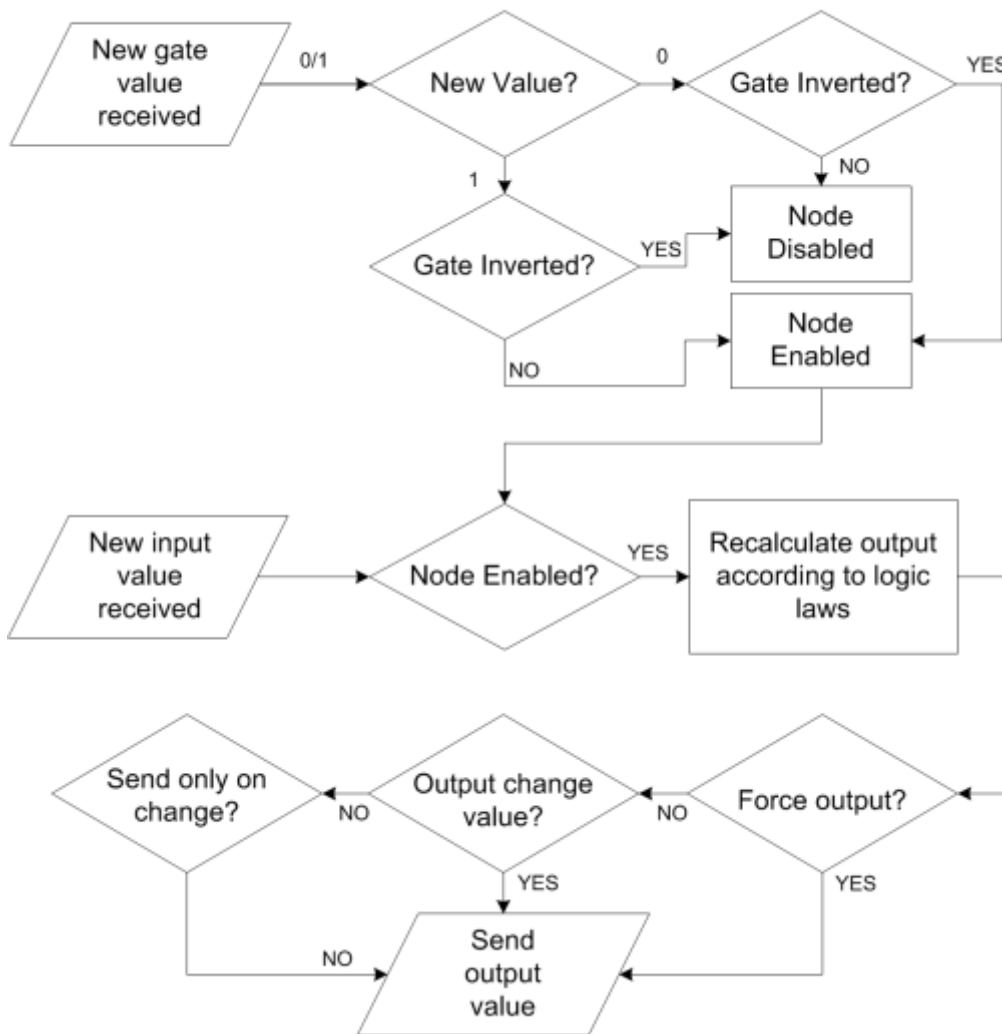 New gate
value
received
0/1
New Value?
0
Gate Inverted?
YES
1
NO
Gate Inverted?
YES
Node
Disabled
NO
Node
Enabled
New input
value
received
Node Enabled?
YES
Recalculate output
according to logic
laws
Send only on
change?
NO
Output change
value?
NO
Force output?
YES
YES
NO
Send
output
value